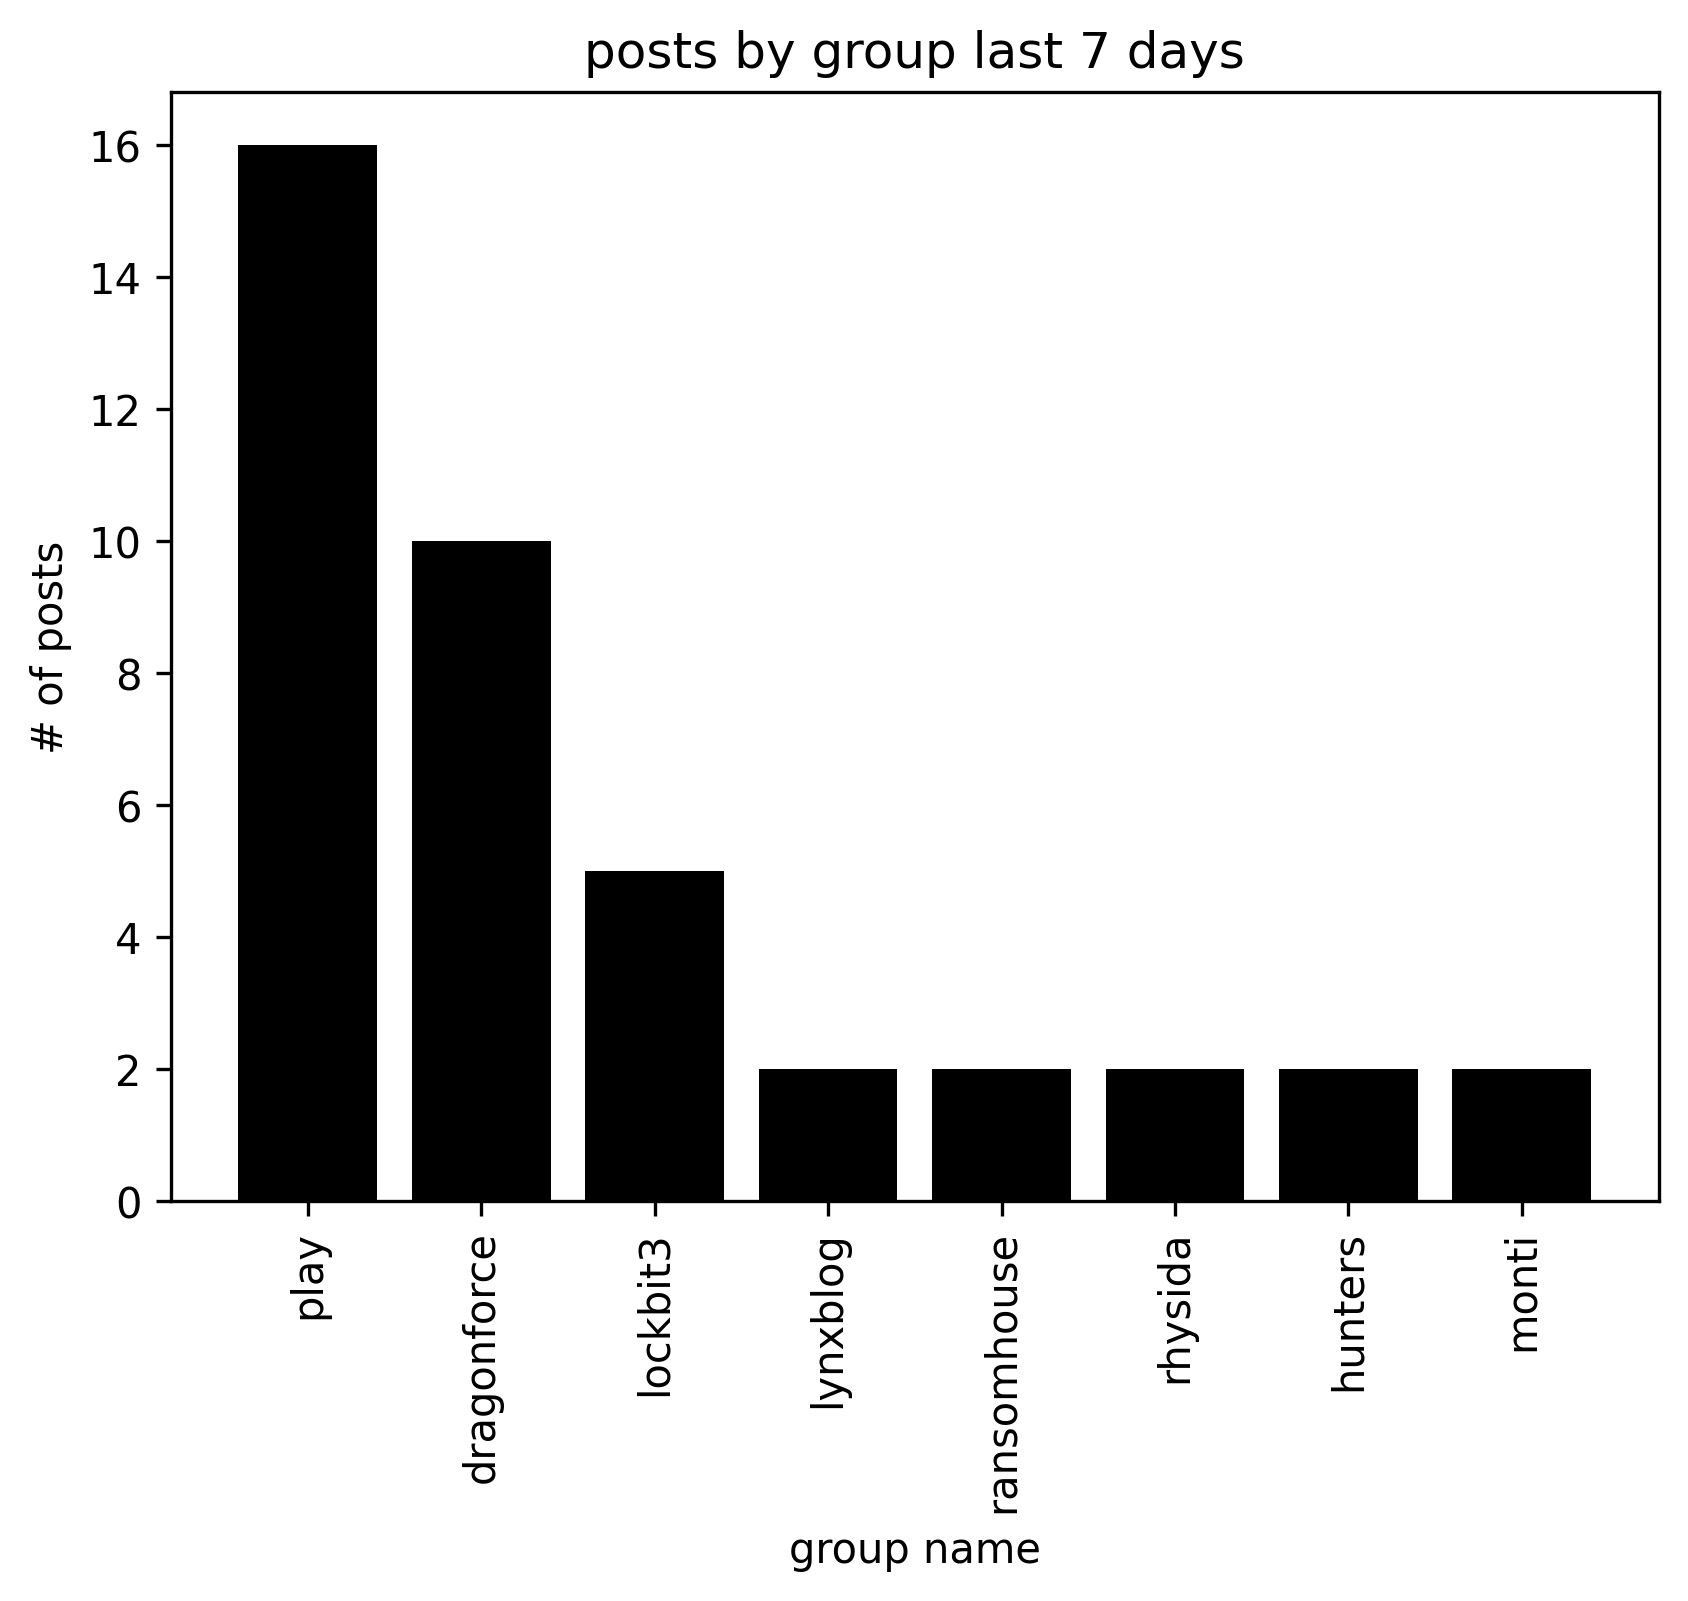 posts by group last 7 days
16
14
12
10
8
6
4
2
0
# of posts
play
dragonforce
lockbit3
lynxblog
ransomhouse
rhysida
hunters
monti
group name